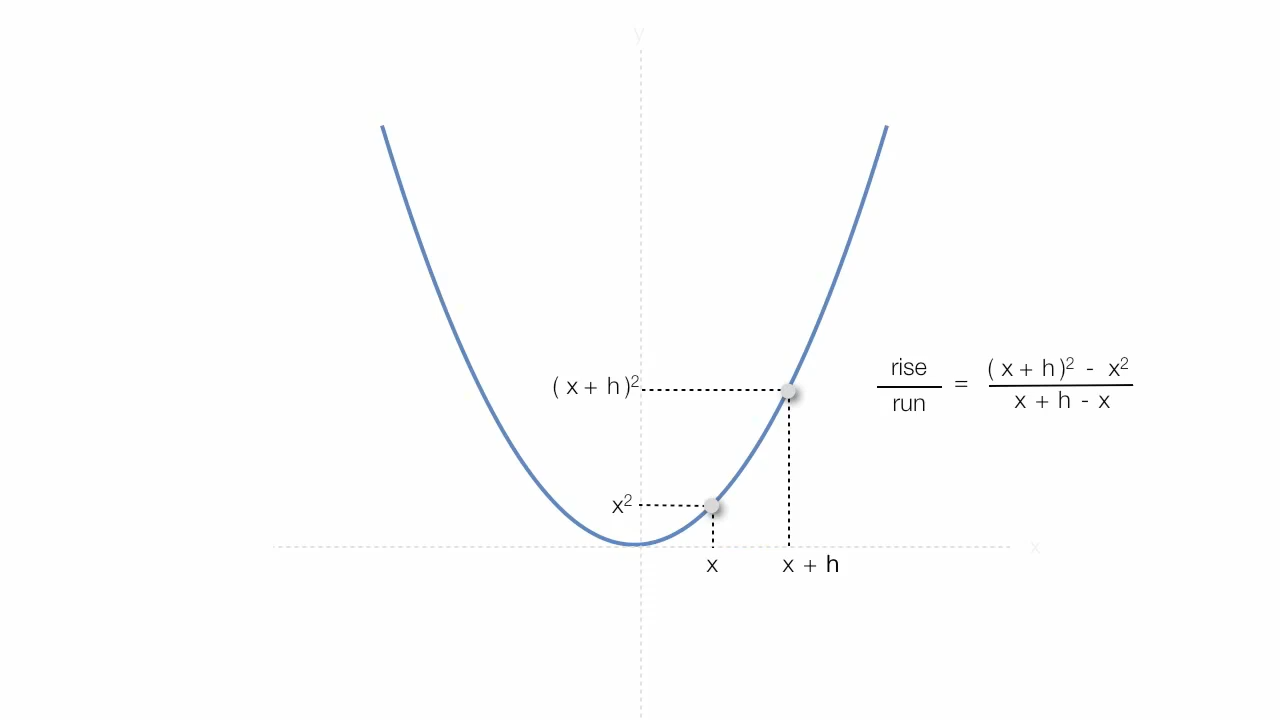 y
( x + h )²
x²
x
x + h
x
rise
run
=
( x + h )² - x²
x + h - x